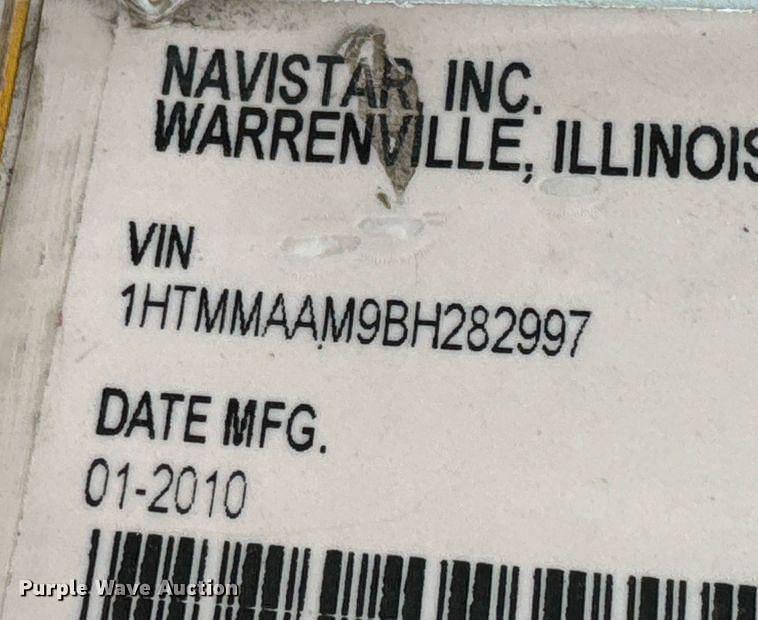 NAVISTAR, INC.
WARRENVILLE, ILLINOIS
VIN
1HTMMAAM9BH282997
DATE MFG.
01-2010
Purple Wave Auction